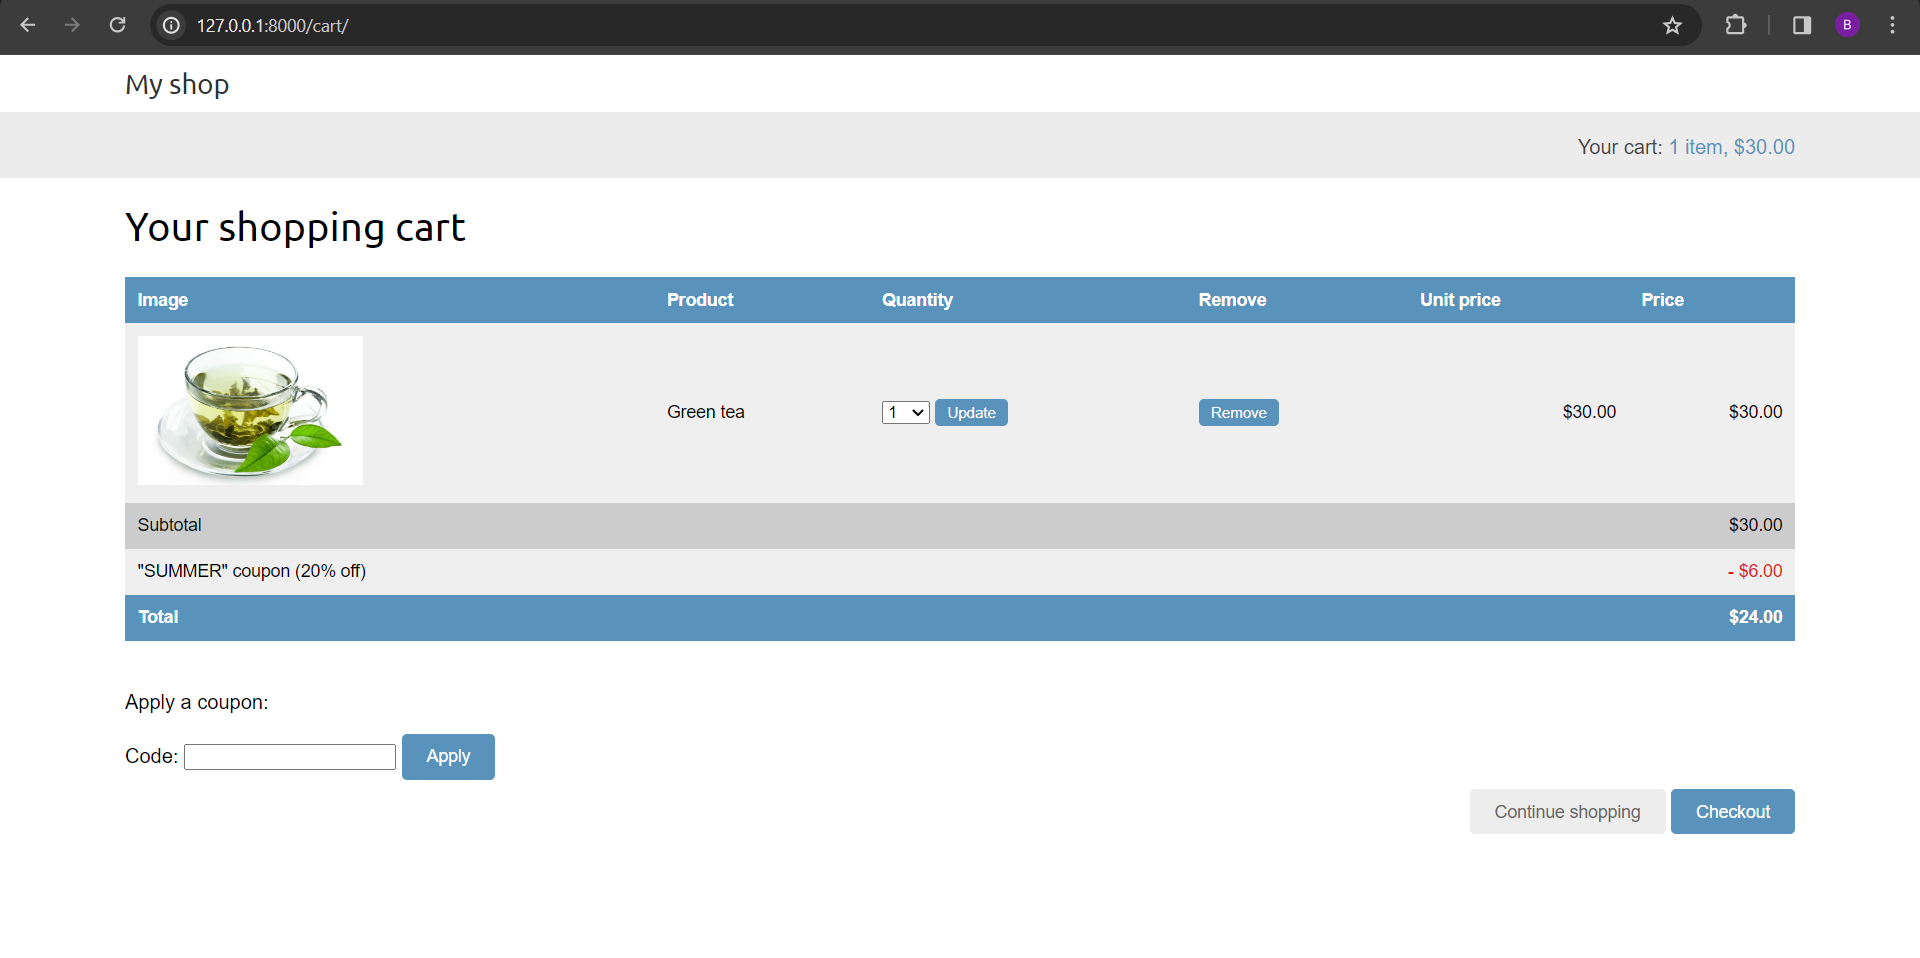 127.0.0.1:8000/cart/
B
My shop
Your cart: 1 item, $30.00
Your shopping cart
Image Product Quantity Remove Unit price Price
Green tea 1 Update Remove $30.00 $30.00
Subtotal $30.00
"SUMMER" coupon (20% off) - $6.00
Total $24.00
Apply a coupon:
Code: Apply
Continue shopping Checkout